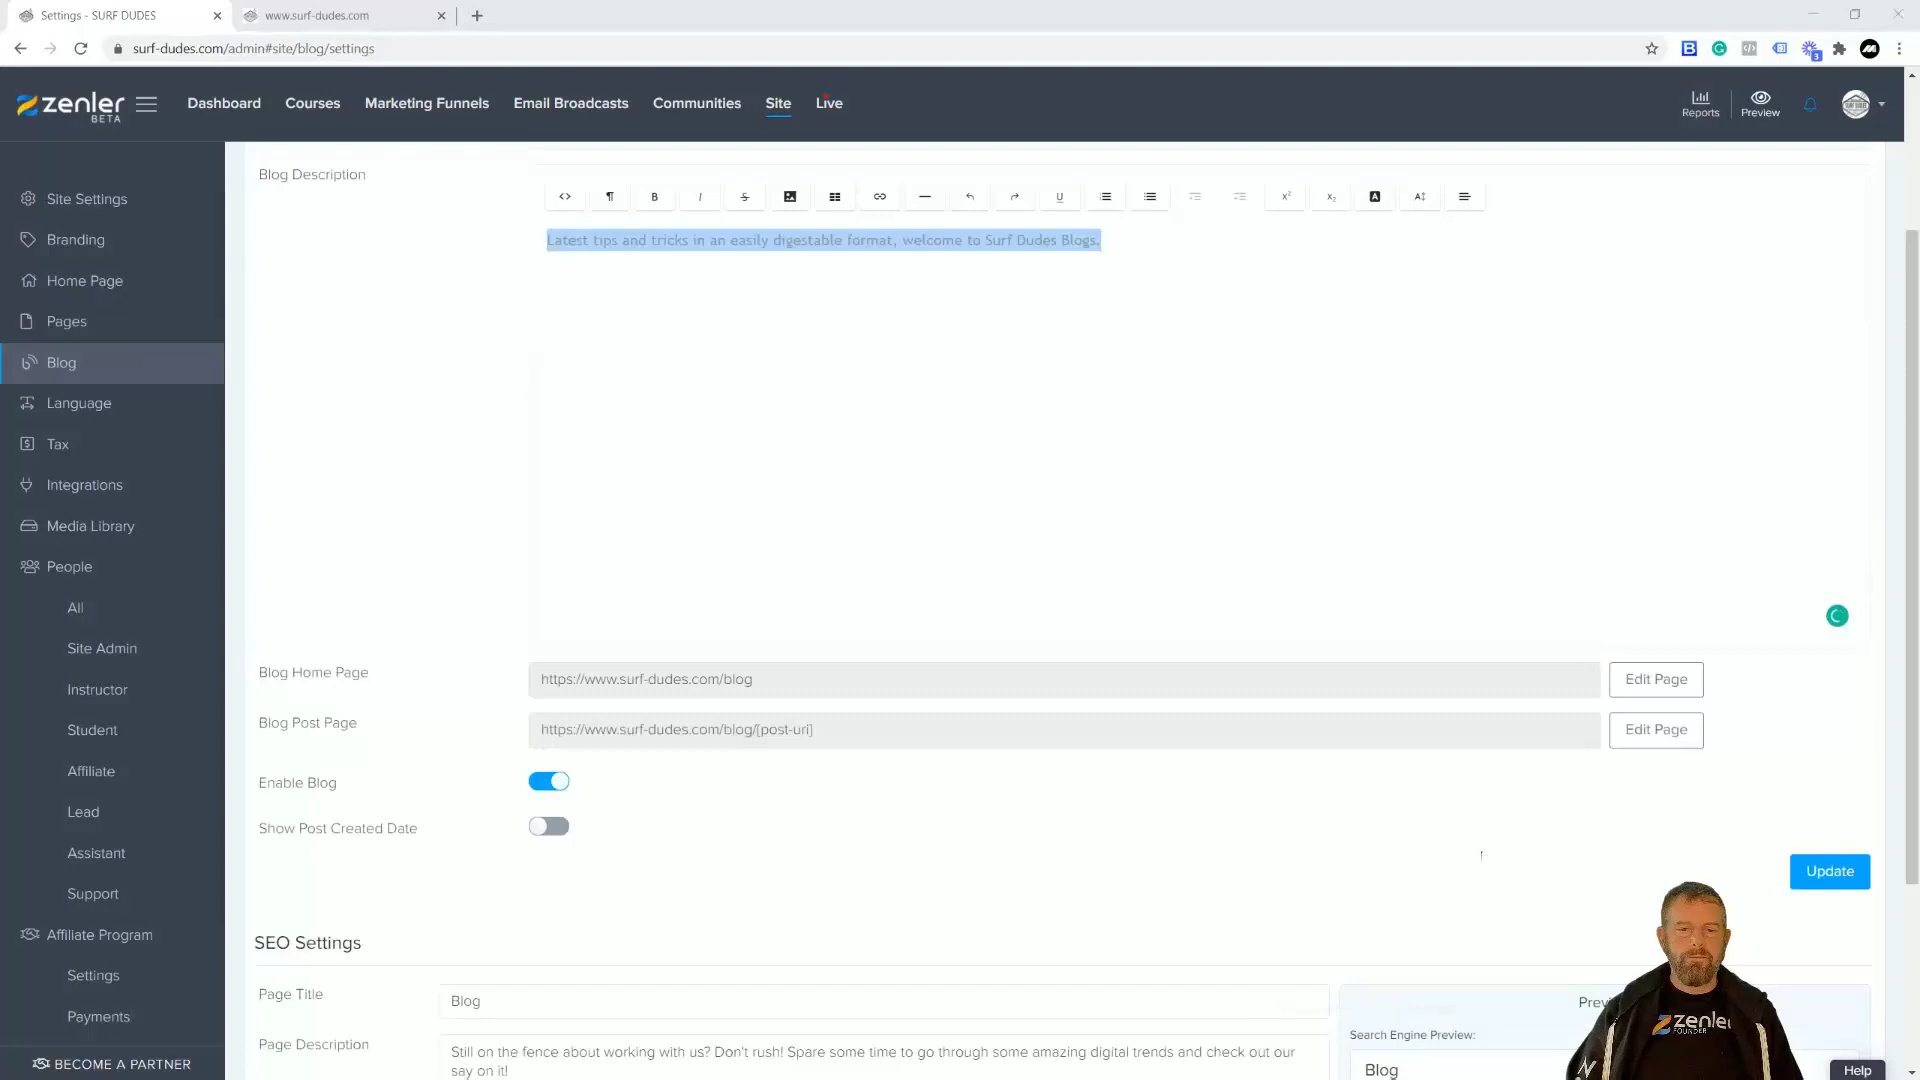 Settings - SURF DUDES
www.surf-dudes.com
surf-dudes.com/admin#site/blog/settings
3
zenler
BETA
Dashboard
Courses
Marketing Funnels
Email Broadcasts
Communities
Site
Live
Reports
Preview
Site Settings
Branding
Home Page
Pages
Blog
Language
Tax
Integrations
Media Library
People
All
Site Admin
Instructor
Student
Affiliate
Lead
Assistant
Support
Affiliate Program
Settings
Payments
BECOME A PARTNER
Blog Description
Latest tips and tricks in an easily digestable format, welcome to Surf Dudes Blogs.
Blog Home Page
https://www.surf-dudes.com/blog
Edit Page
Blog Post Page
https://www.surf-dudes.com/blog/[post-uri]
Edit Page
Enable Blog
Show Post Created Date
Update
SEO Settings
Page Title
Blog
Page Description
Still on the fence about working with us? Don't rush! Spare some time to go through some amazing digital trends and check out our
say on it!
Search Engine Preview:
Blog
zenler
FOUNDER
Help